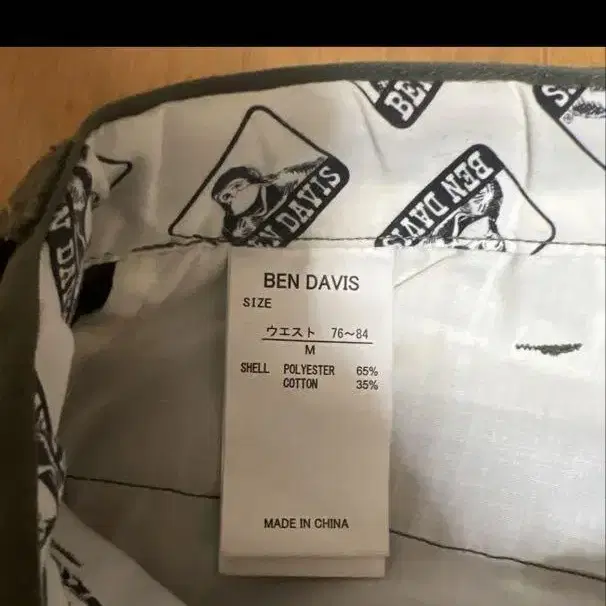 BEN
BEN DAVIS
BEN DAVIS
BEN DAVIS
SIZE
ウエスト 76～84
M
SHELL POLYESTER 65%
COTTON 35%
MADE IN CHINA